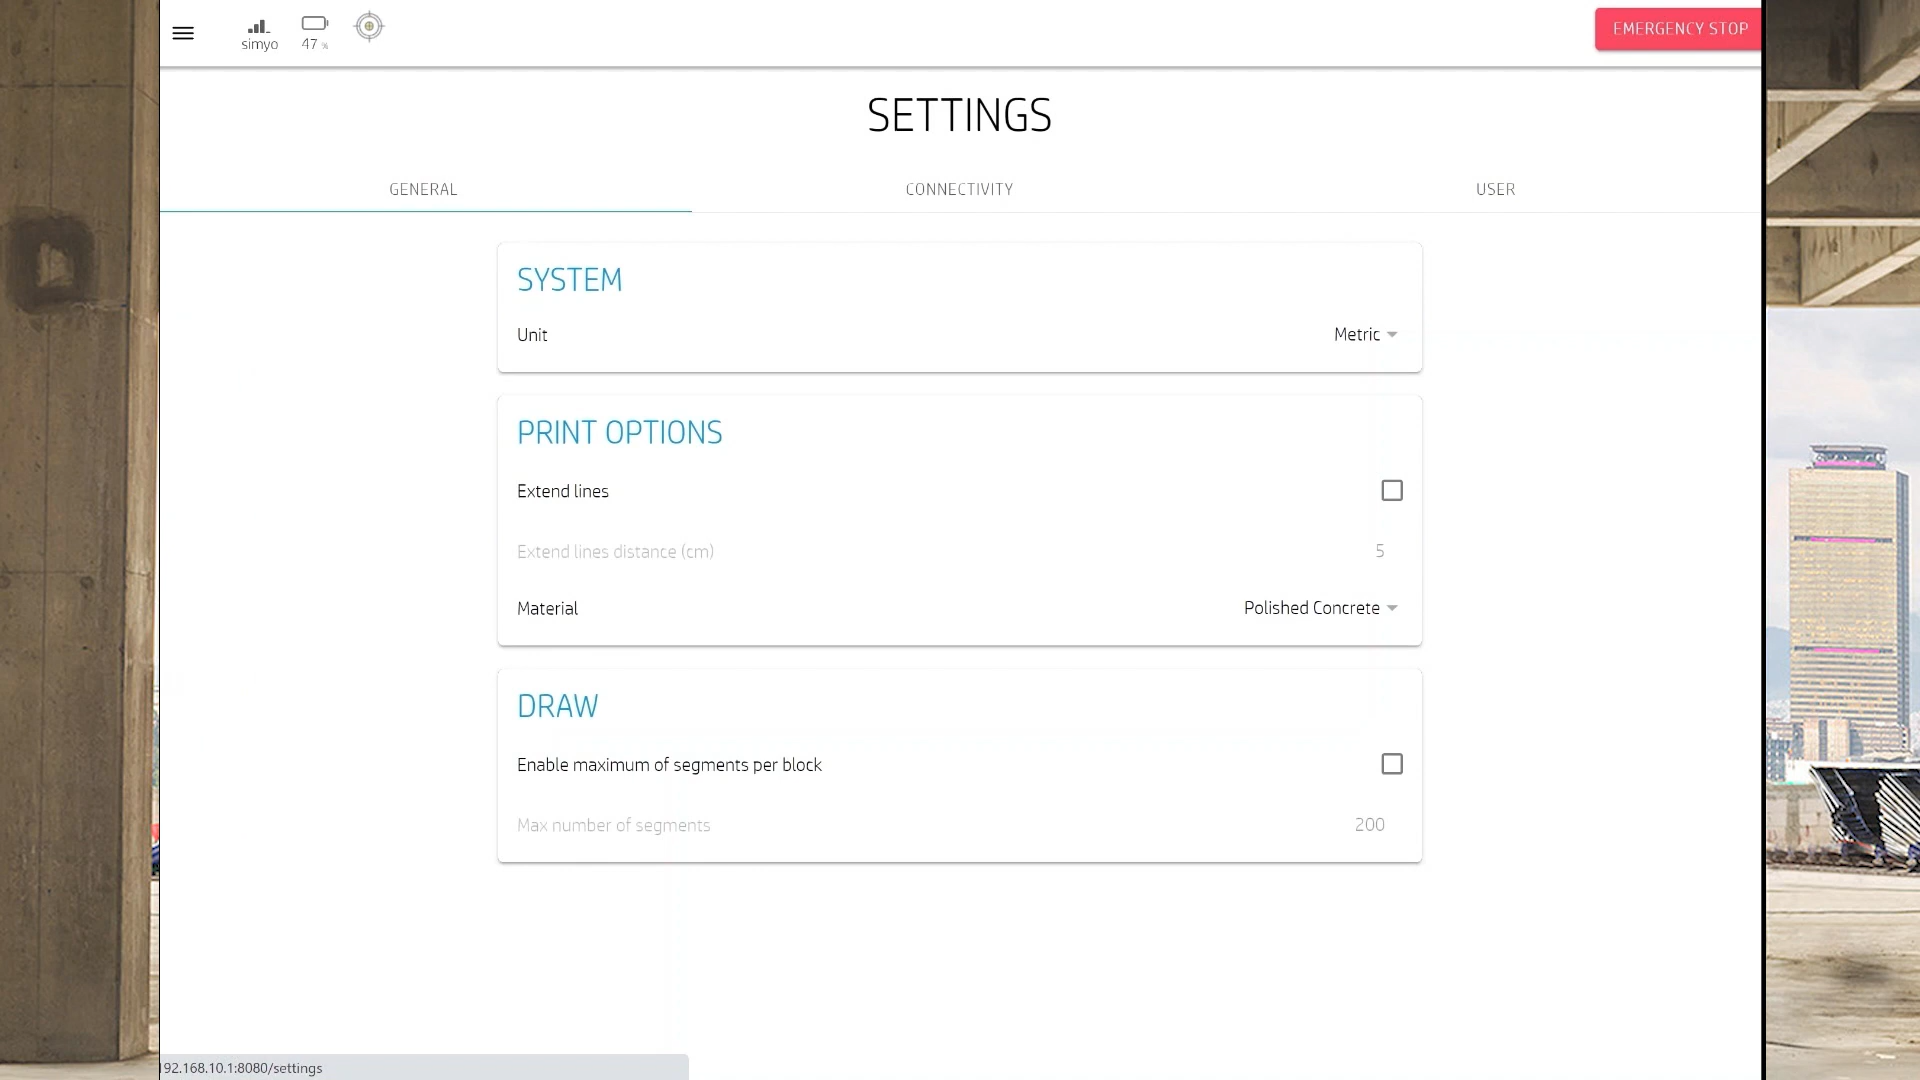 simyo
47 %
EMERGENCY STOP
SETTINGS
GENERAL
CONNECTIVITY
USER
SYSTEM
Unit
Metric
PRINT OPTIONS
Extend lines
Extend lines distance (cm)
5
Material
Polished Concrete
DRAW
Enable maximum of segments per block
Max number of segments
200
192.168.10.1:8080/settings